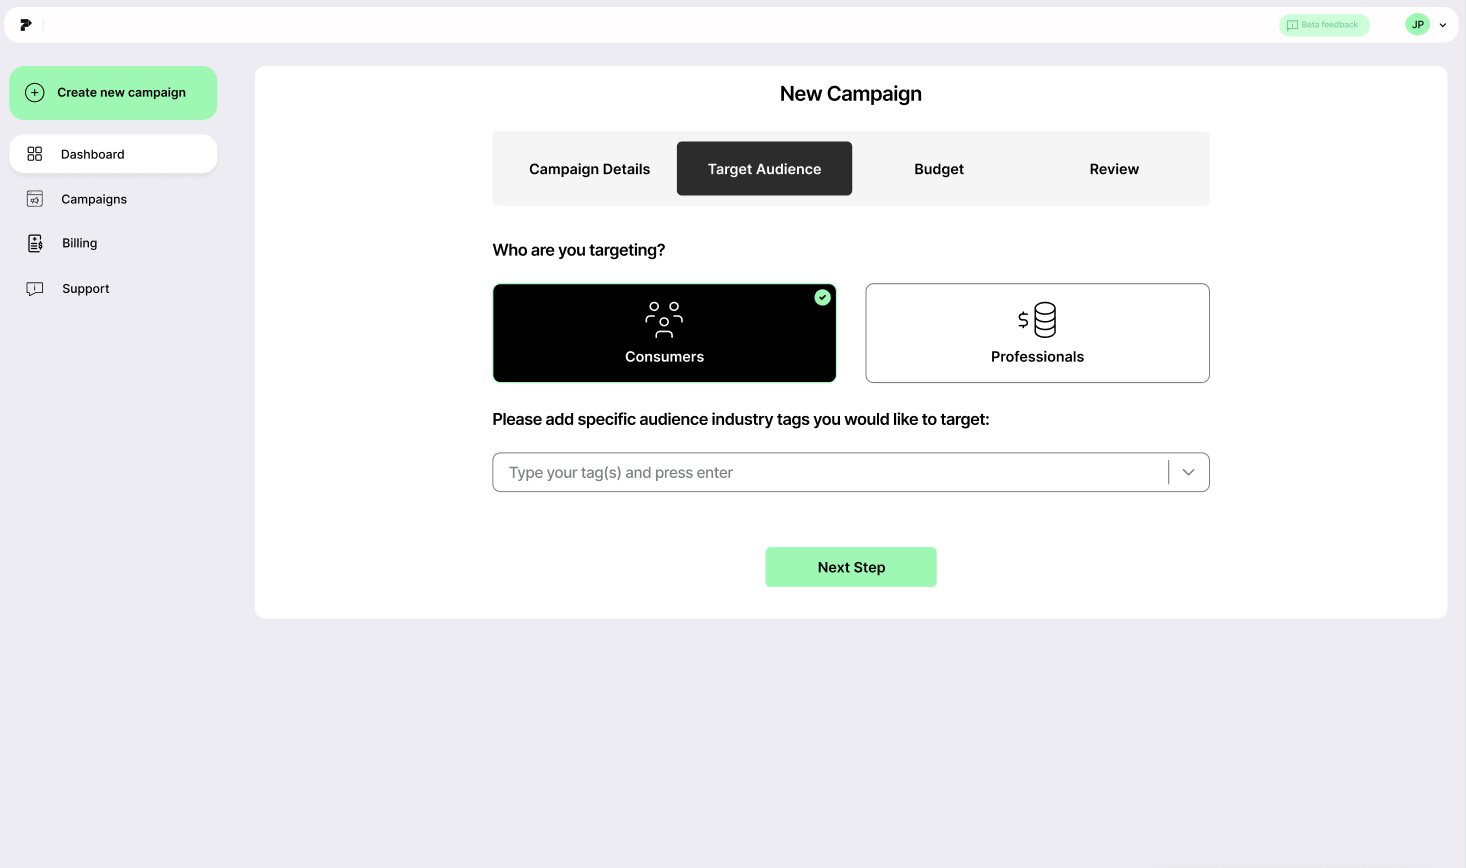 Beta feedback
JP
Create new campaign
Dashboard
Campaigns
Billing
Support
New Campaign
Campaign Details
Target Audience
Budget
Review
Who are you targeting?
Consumers
$
Professionals
Please add specific audience industry tags you would like to target:
Type your tag(s) and press enter
Next Step